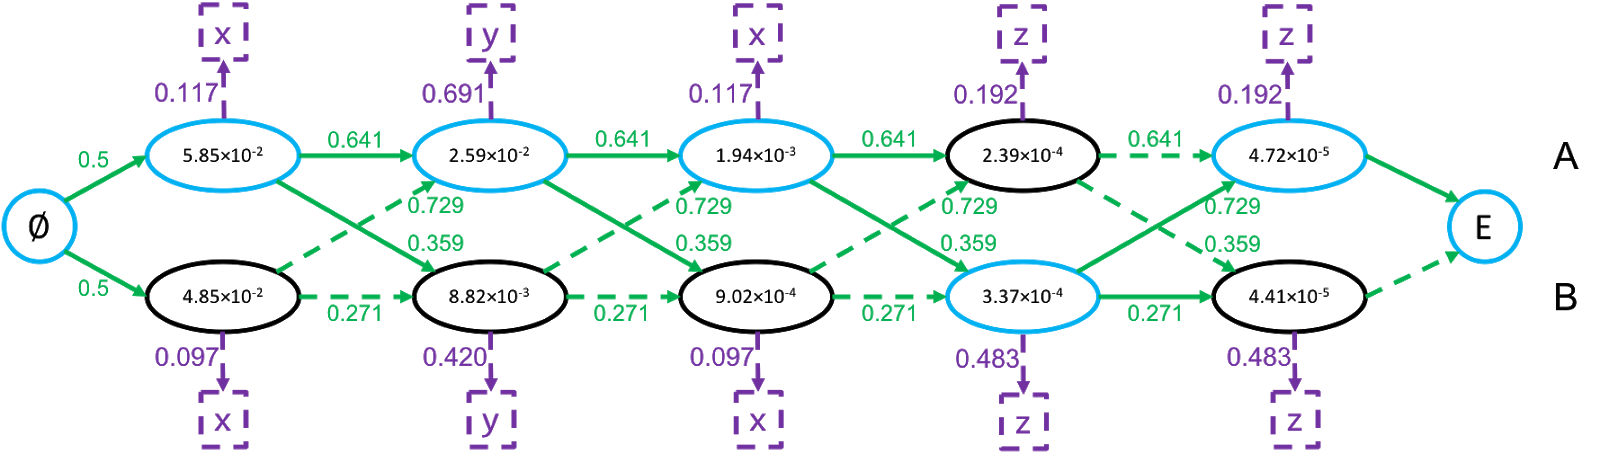 x y x z z
0.117 0.691 0.117 0.192 0.192
0.5 5.85×10⁻² 0.641 2.59×10⁻² 0.641 1.94×10⁻³ 0.641 2.39×10⁻⁴ 0.641 4.72×10⁻⁵ A
0.729 0.729 0.729 0.729
Ø E
0.359 0.359 0.359 0.359
0.5 4.85×10⁻² 0.271 8.82×10⁻³ 0.271 9.02×10⁻⁴ 0.271 3.37×10⁻⁴ 0.271 4.41×10⁻⁵ B
0.097 0.420 0.097 0.483 0.483
x y x z z